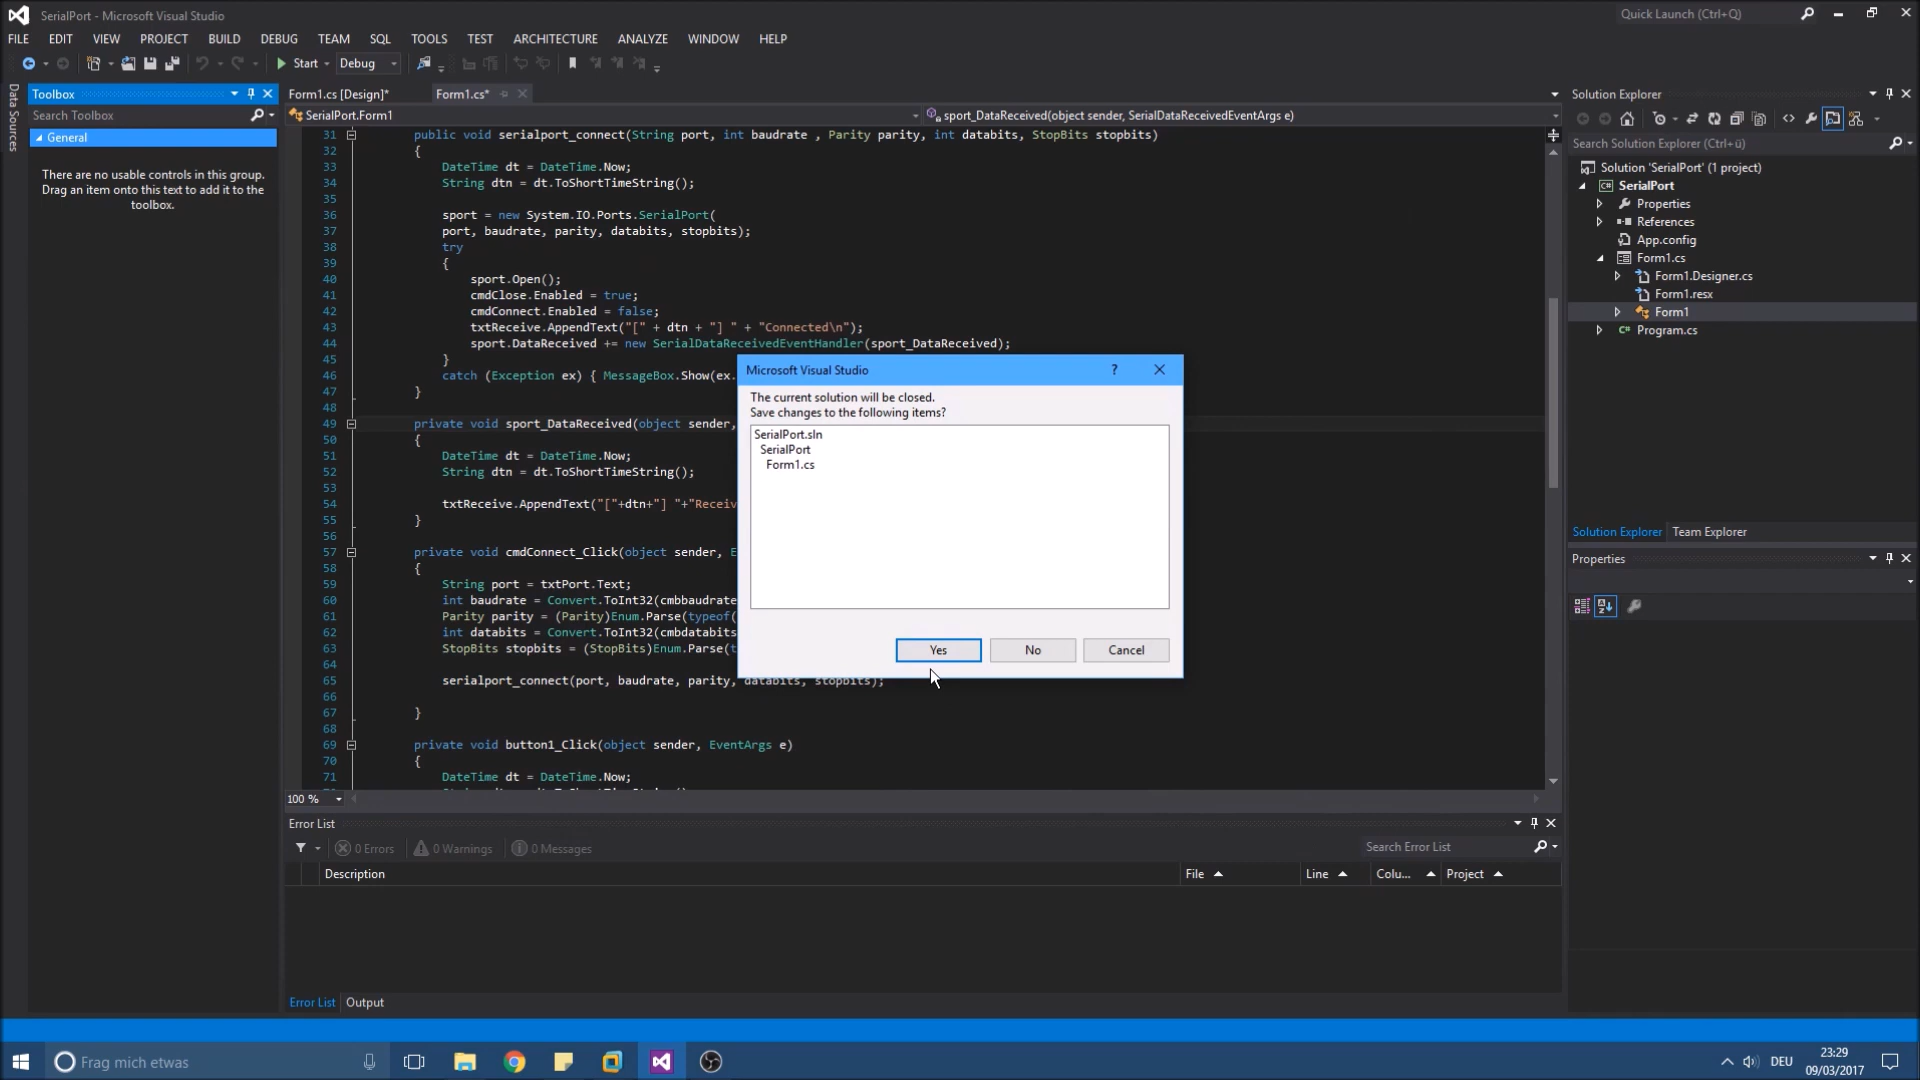 SerialPort - Microsoft Visual Studio
Quick Launch (Ctrl+Q)
FILE EDIT VIEW PROJECT BUILD DEBUG TEAM SQL TOOLS TEST ARCHITECTURE ANALYZE WINDOW HELP
Start Debug
Data Sources
Toolbox
Search Toolbox
General
There are no usable controls in this group.
Drag an item onto this text to add it to the
toolbox.
Form1.cs [Design]* Form1.cs*
SerialPort.Form1 sport_DataReceived(object sender, SerialDataReceivedEventArgs e)
31 public void serialport_connect(String port, int baudrate , Parity parity, int databits, StopBits stopbits)
32 {
33 DateTime dt = DateTime.Now;
34 String dtn = dt.ToShortTimeString();
35
36 sport = new System.IO.Ports.SerialPort(
37 port, baudrate, parity, databits, stopbits);
38 try
39 {
40 sport.Open();
41 cmdClose.Enabled = true;
42 cmdConnect.Enabled = false;
43 txtReceive.AppendText("[" + dtn + "] " + "Connected\n");
44 sport.DataReceived += new SerialDataReceivedEventHandler(sport_DataReceived);
45 }
46 catch (Exception ex) { MessageBox.Show(ex.
47 }
48
49 private void sport_DataReceived(object sender,
50 {
51 DateTime dt = DateTime.Now;
52 String dtn = dt.ToShortTimeString();
53
54 txtReceive.AppendText("["+dtn+"] "+"Receiv
55 }
56
57 private void cmdConnect_Click(object sender, E
58 {
59 String port = txtPort.Text;
60 int baudrate = Convert.ToInt32(cmbbaudrate
61 Parity parity = (Parity)Enum.Parse(typeof(
62 int databits = Convert.ToInt32(cmbdatabits
63 StopBits stopbits = (StopBits)Enum.Parse(t
64
65 serialport_connect(port, baudrate, parity, databits, stopbits);
66
67 }
68
69 private void button1_Click(object sender, EventArgs e)
70 {
71 DateTime dt = DateTime.Now;
100 %
Microsoft Visual Studio ?
The current solution will be closed.
Save changes to the following items?
SerialPort.sln
SerialPort
Form1.cs
Yes No Cancel
Error List
0 Errors 0 Warnings 0 Messages
Search Error List
Description File Line Colu... Project
Error List Output
Solution Explorer
Search Solution Explorer (Ctrl+ü)
Solution 'SerialPort' (1 project)
SerialPort
Properties
References
App.config
Form1.cs
Form1.Designer.cs
Form1.resx
Form1
Program.cs
Solution Explorer Team Explorer
Properties
Frag mich etwas
DEU
23:29
09/03/2017